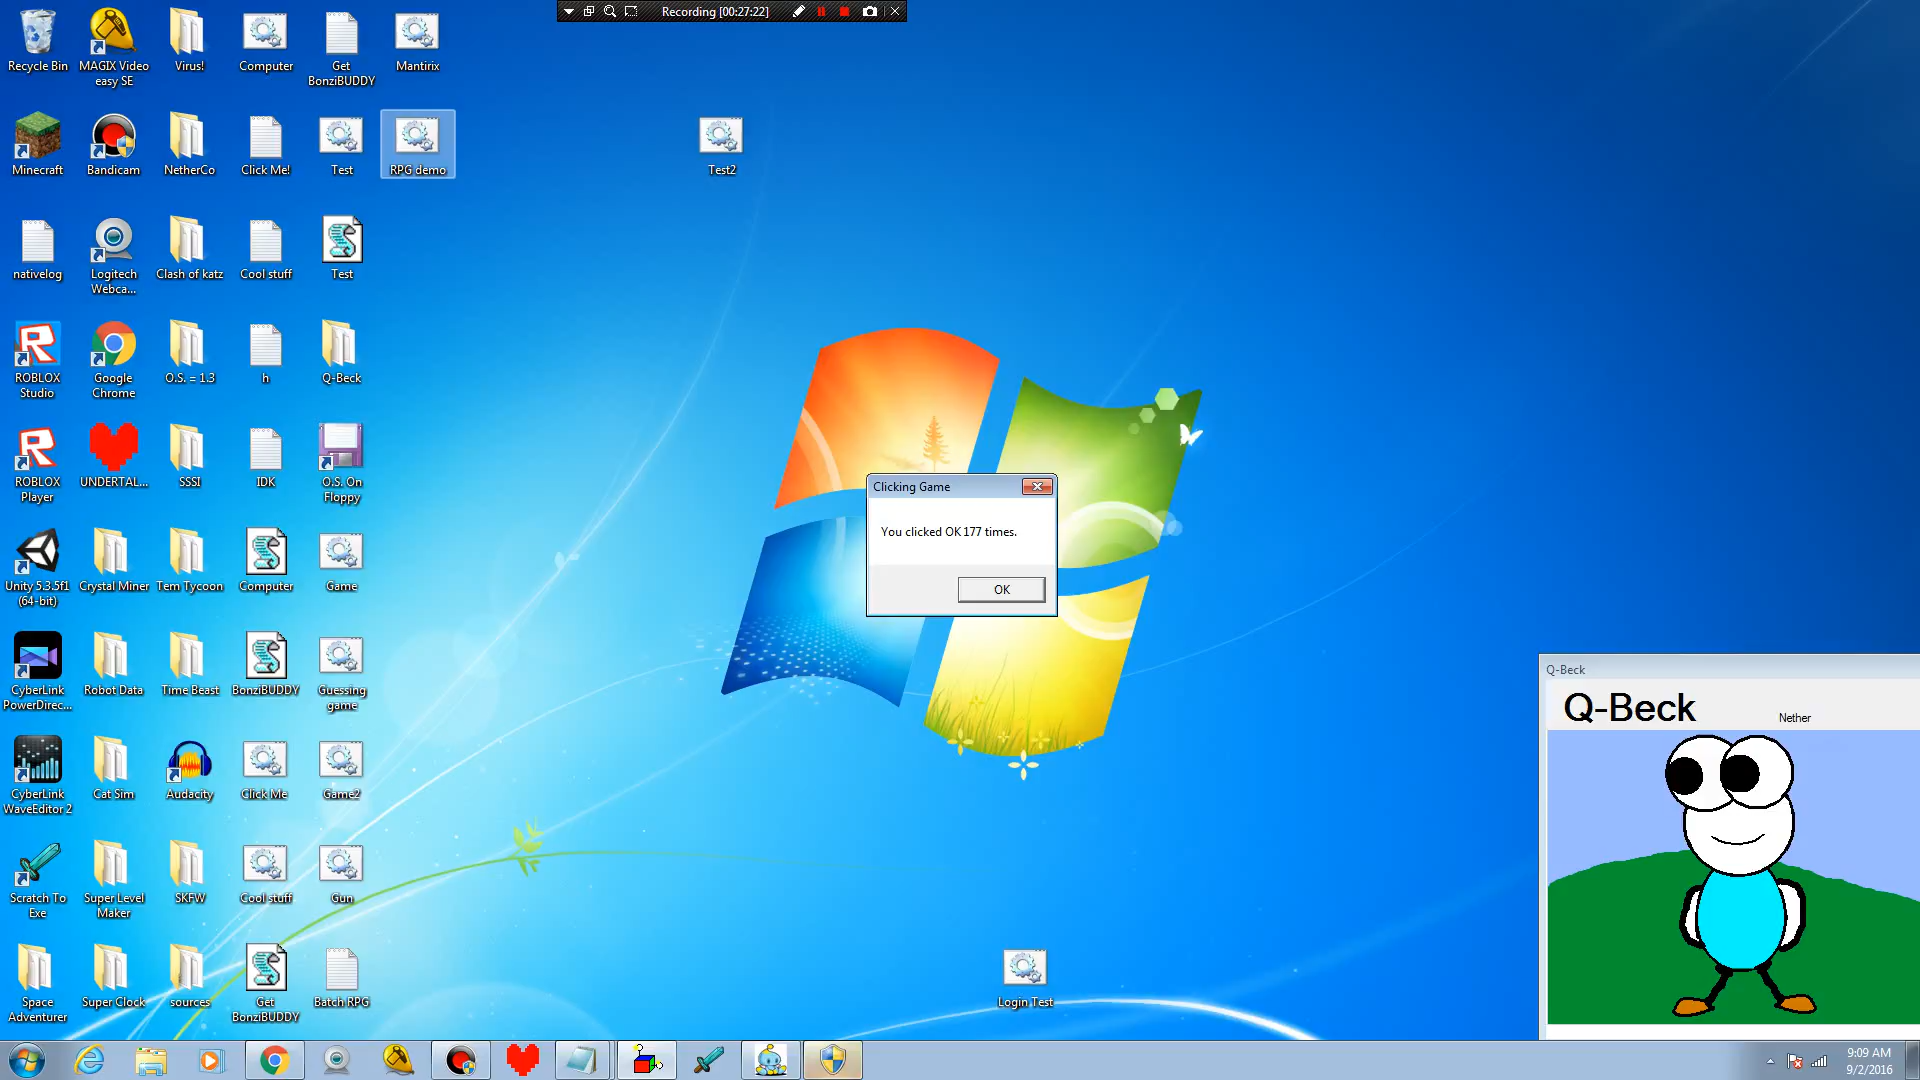 Recording [00:27:22]
Recycle Bin
MAGIX Video
easy SE
Virus!
Computer
Get
BonziBUDDY
Mantirix
Minecraft
Bandicam
NetherCo
Click Me!
Test
RPG demo
Test2
nativelog
Logitech
Webca...
Clash of katz
Cool stuff
Test
ROBLOX
Studio
Google
Chrome
O.S. = 1.3
h
Q-Beck
ROBLOX
Player
UNDERTAL...
SSSI
IDK
O.S. On
Floppy
Clicking Game
You clicked OK 177 times.
OK
Unity 5.3.5f1
(64-bit)
Crystal Miner
Tem Tycoon
Computer
Game
CyberLink
PowerDirec...
Robot Data
Time Beast
BonziBUDDY
Guessing
game
Q-Beck
Q-Beck
Nether
CyberLink
WaveEditor 2
Cat Sim
Audacity
Click Me
Game2
Scratch To
Exe
Super Level
Maker
SKFW
Cool stuff
Gun
Space
Adventurer
Super Clock
sources
Get
BonziBUDDY
Batch RPG
Login Test
9:09 AM
9/2/2016